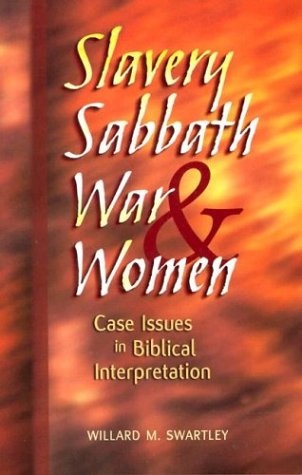 Slavery
Sabbath
War &
Women
Case Issues
in Biblical
Interpretation
WILLARD M. SWARTLEY